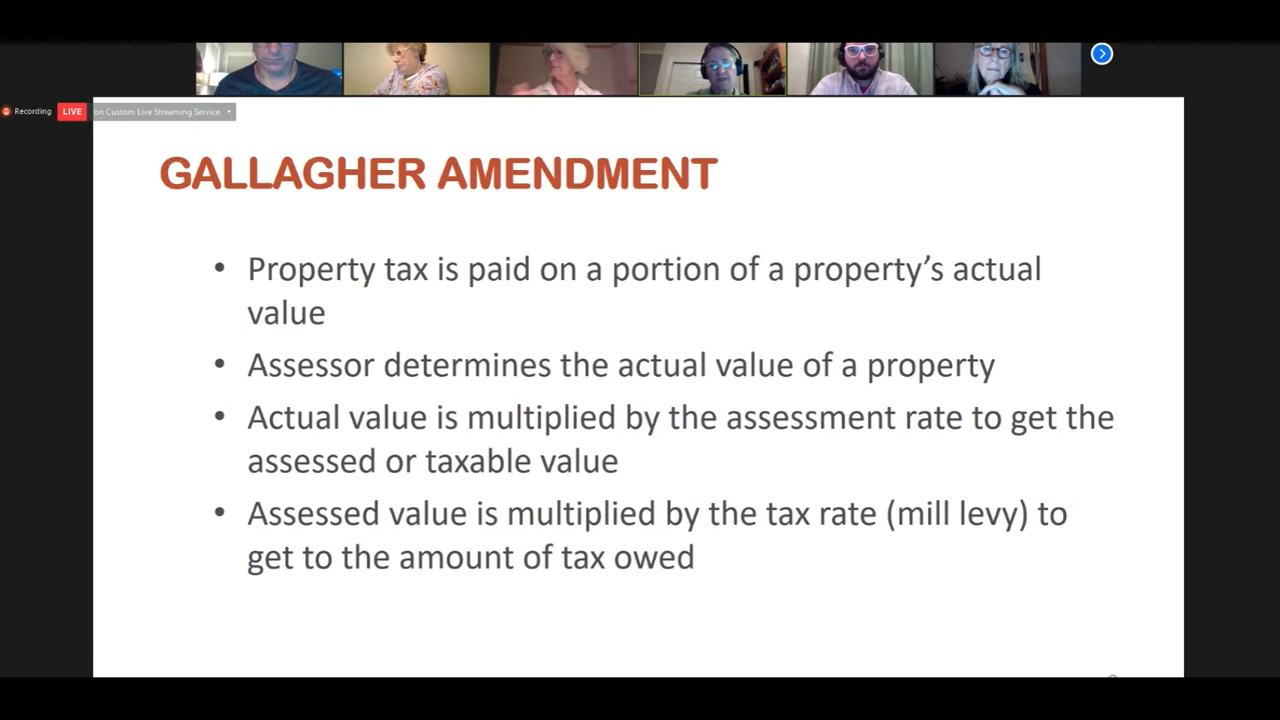 Recording
LIVE
on Custom Live Streaming Service
GALLAGHER AMENDMENT
• Property tax is paid on a portion of a property’s actual
value
• Assessor determines the actual value of a property
• Actual value is multiplied by the assessment rate to get the
assessed or taxable value
• Assessed value is multiplied by the tax rate (mill levy) to
get to the amount of tax owed